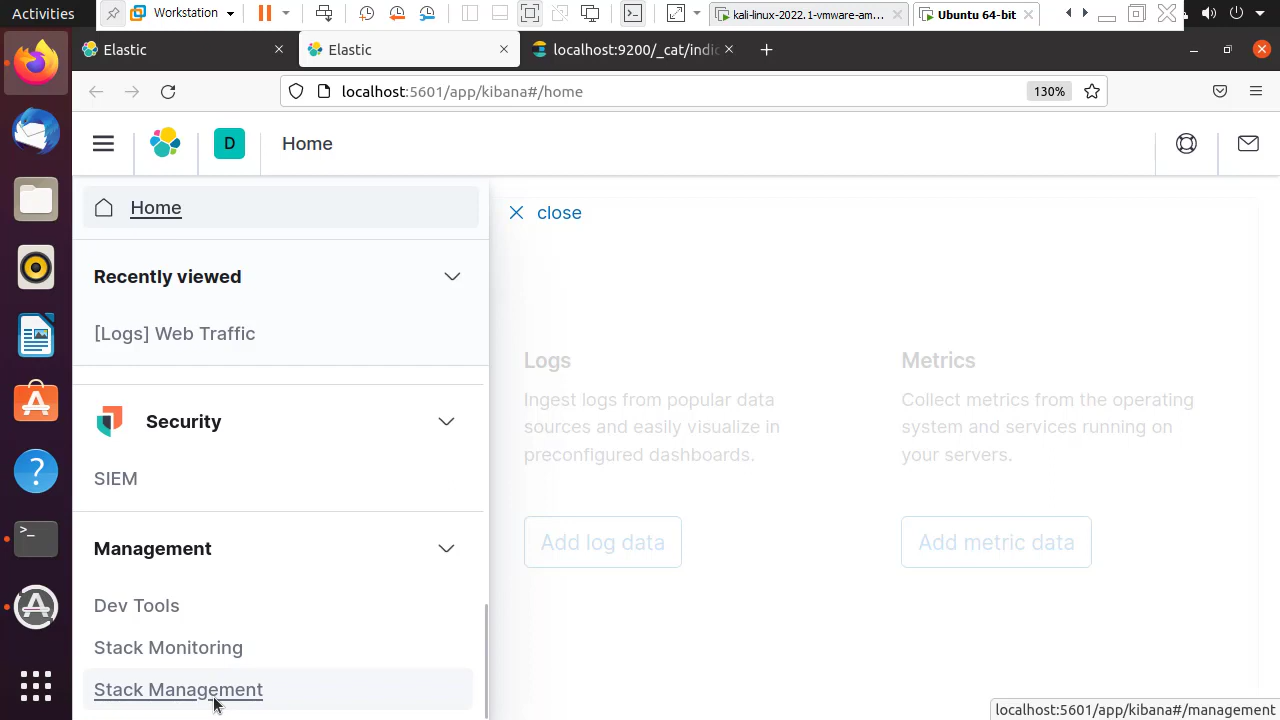 Activities
Workstation
kali-linux-2022.1-vmware-am...
Ubuntu 64-bit
Elastic
Elastic
localhost:9200/_cat/indic
localhost:5601/app/kibana#/home
130%
D
Home
Home
close
Recently viewed
[Logs] Web Traffic
Logs
Metrics
Ingest logs from popular data
sources and easily visualize in
preconfigured dashboards.
Collect metrics from the operating
system and services running on
your servers.
Security
SIEM
Add log data
Add metric data
Management
Dev Tools
Stack Monitoring
Stack Management
localhost:5601/app/kibana#/management